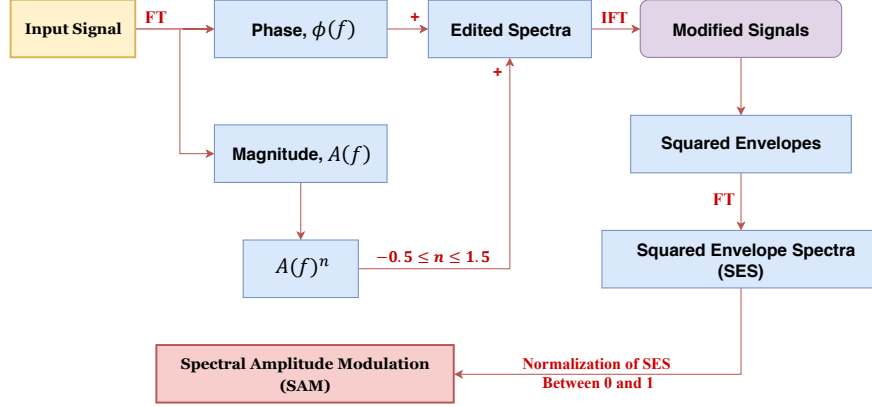 Input Signal
FT
Phase, ϕ(f)
+
Edited Spectra
IFT
Modified Signals
+
Magnitude, A(f)
Squared Envelopes
FT
A(f)ⁿ
−0.5 ≤ n ≤ 1.5
Squared Envelope Spectra
(SES)
Spectral Amplitude Modulation
(SAM)
Normalization of SES
Between 0 and 1